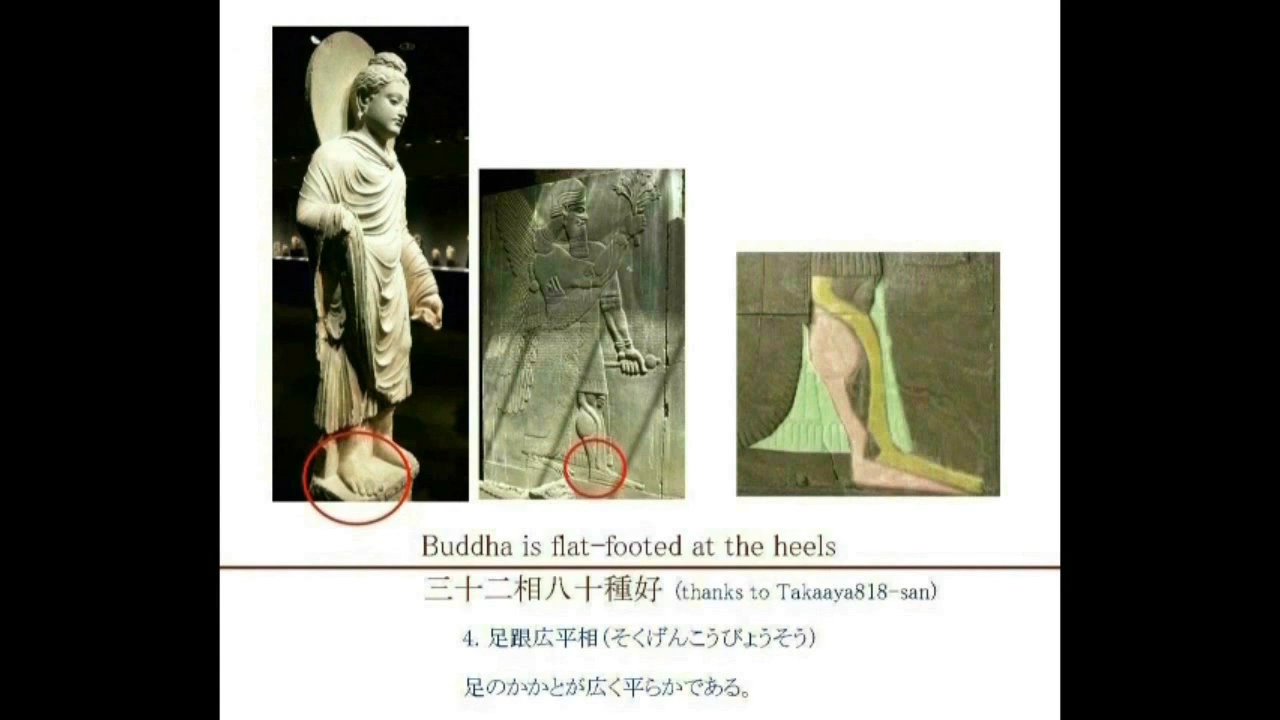 Buddha is flat-footed at the heels
三十二相八十種好 (thanks to Takaaya818-san)
4. 足跟広平相(そくげんこうびょうそう)
足のかかとが広く平らかである。